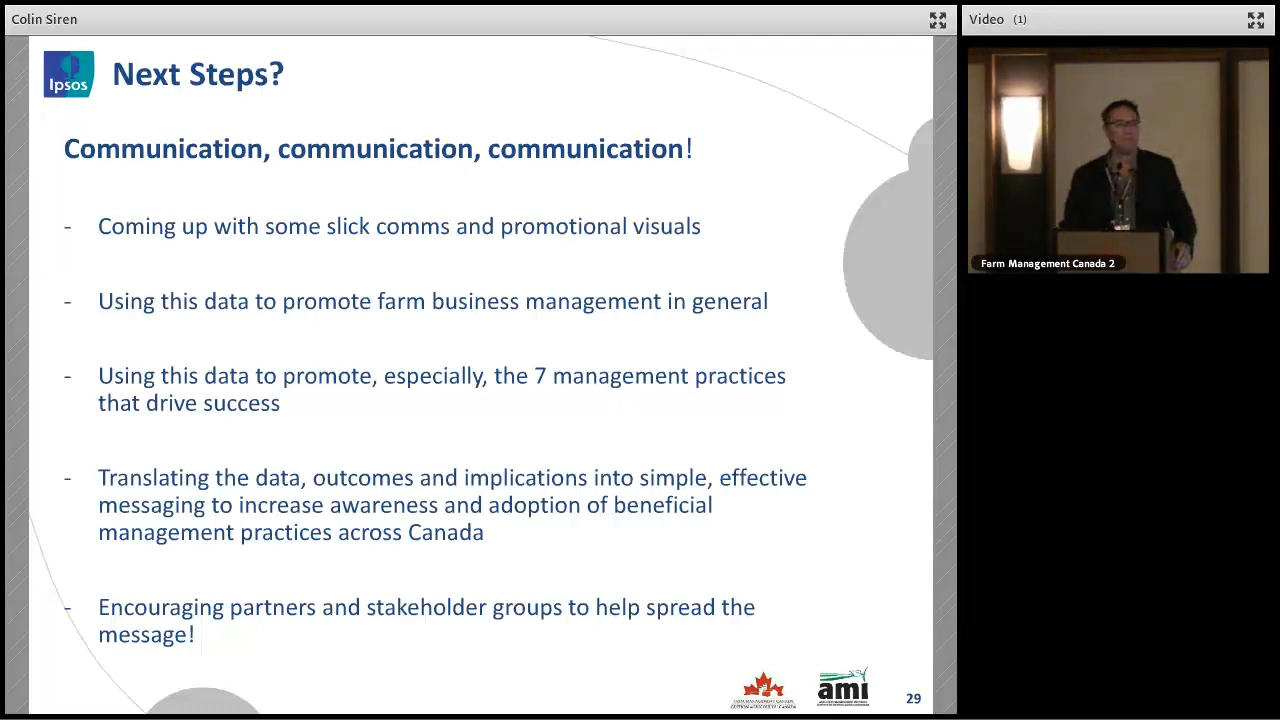 Colin Siren
Video (1)
Ipsos
Next Steps?
Communication, communication, communication!
- Coming up with some slick comms and promotional visuals
- Using this data to promote farm business management in general
- Using this data to promote, especially, the 7 management practices
that drive success
- Translating the data, outcomes and implications into simple, effective
messaging to increase awareness and adoption of beneficial
management practices across Canada
- Encouraging partners and stakeholder groups to help spread the
message!
FARM MANAGEMENT CANADA
ami
29
Farm Management Canada 2